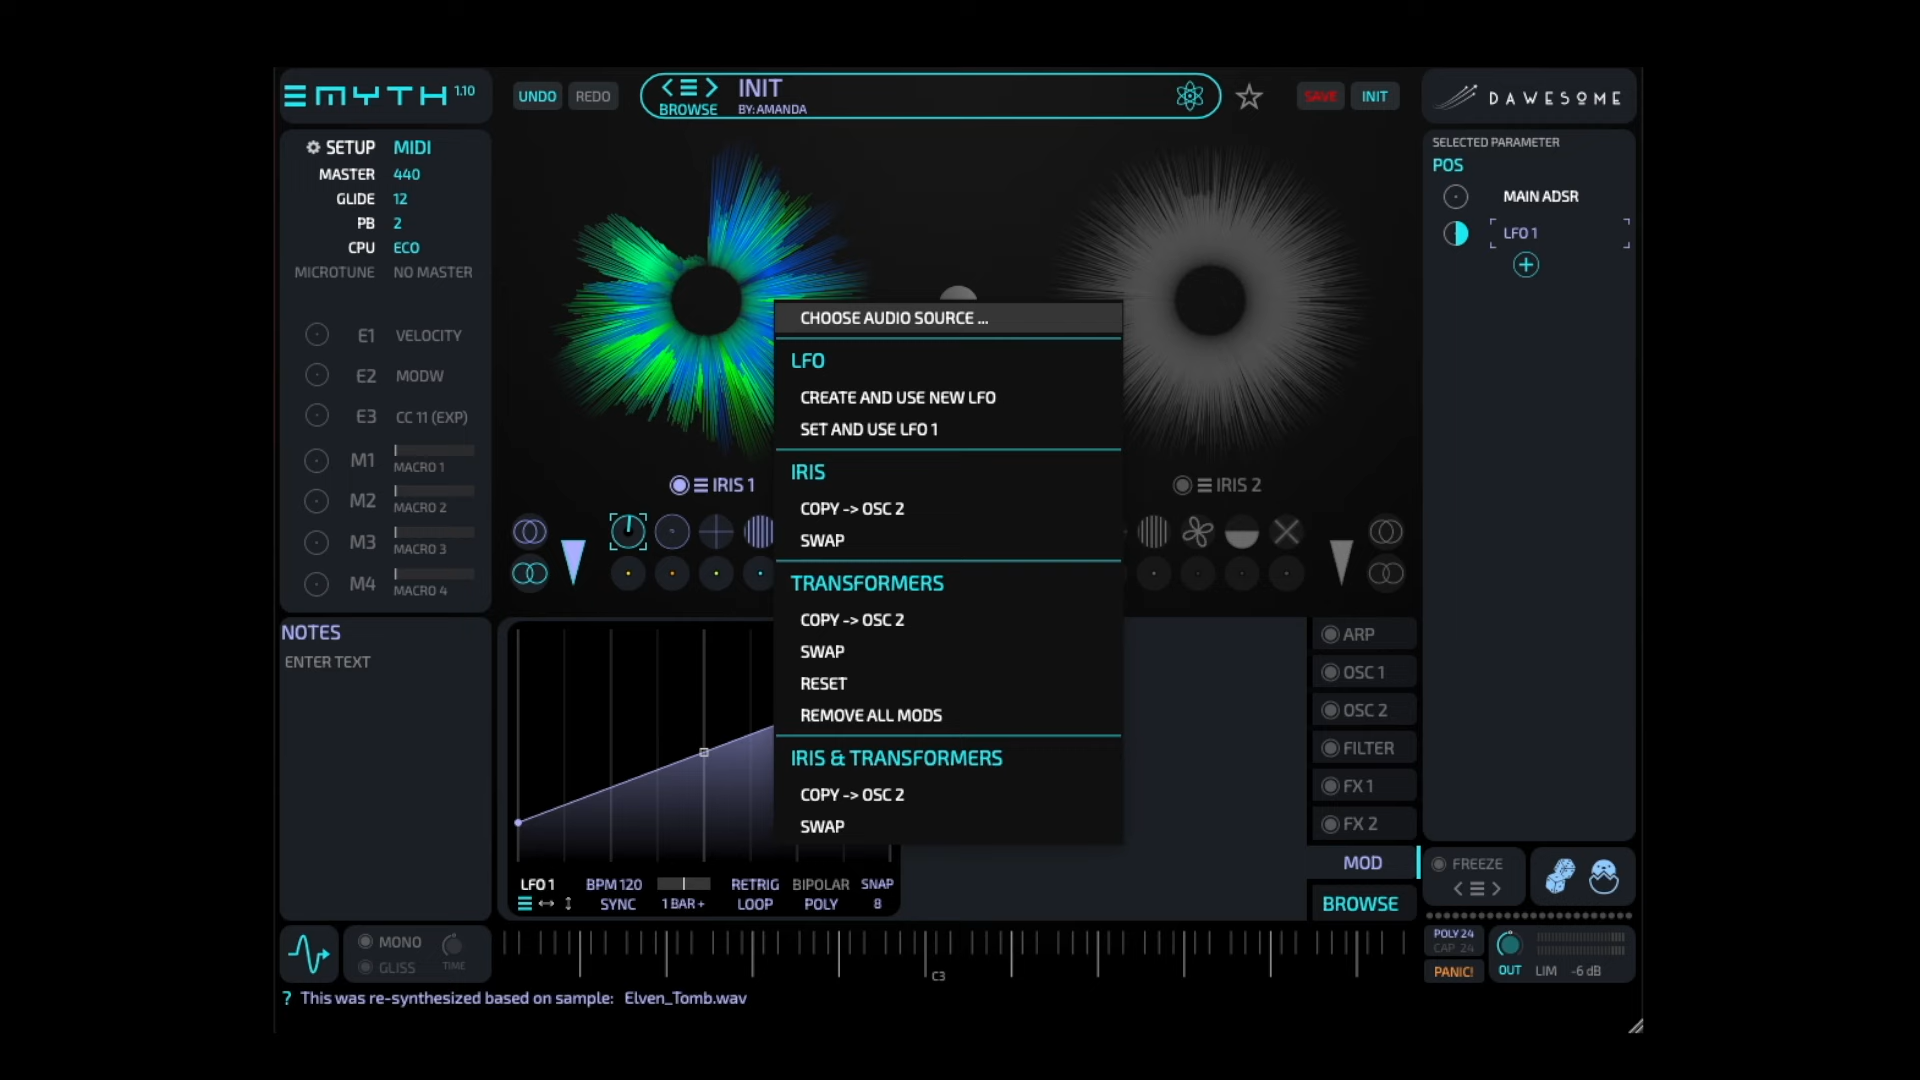 MYTH 1.10
UNDO REDO
BROWSE
INIT
BY: AMANDA
SAVE INIT
DAWESOME
SETUP MIDI
MASTER 440
GLIDE 12
PB 2
CPU ECO
MICROTUNE NO MASTER
E1 VELOCITY
E2 MODW
E3 CC 11 (EXP)
M1 MACRO 1
M2 MACRO 2
M3 MACRO 3
M4 MACRO 4
NOTES
ENTER TEXT
IRIS 1
IRIS 2
CHOOSE AUDIO SOURCE ...
LFO
CREATE AND USE NEW LFO
SET AND USE LFO 1
IRIS
COPY -> OSC 2
SWAP
TRANSFORMERS
COPY -> OSC 2
SWAP
RESET
REMOVE ALL MODS
IRIS & TRANSFORMERS
COPY -> OSC 2
SWAP
LFO 1 BPM 120 RETRIG BIPOLAR SNAP
SYNC 1 BAR + LOOP POLY 8
ARP
OSC 1
OSC 2
FILTER
FX 1
FX 2
MOD
BROWSE
SELECTED PARAMETER
POS
MAIN ADSR
LFO 1
FREEZE
MONO
GLISS
TIME
C3
POLY 24
CAP 24
PANIC!
OUT LIM -6 dB
? This was re-synthesized based on sample: Elven_Tomb.wav